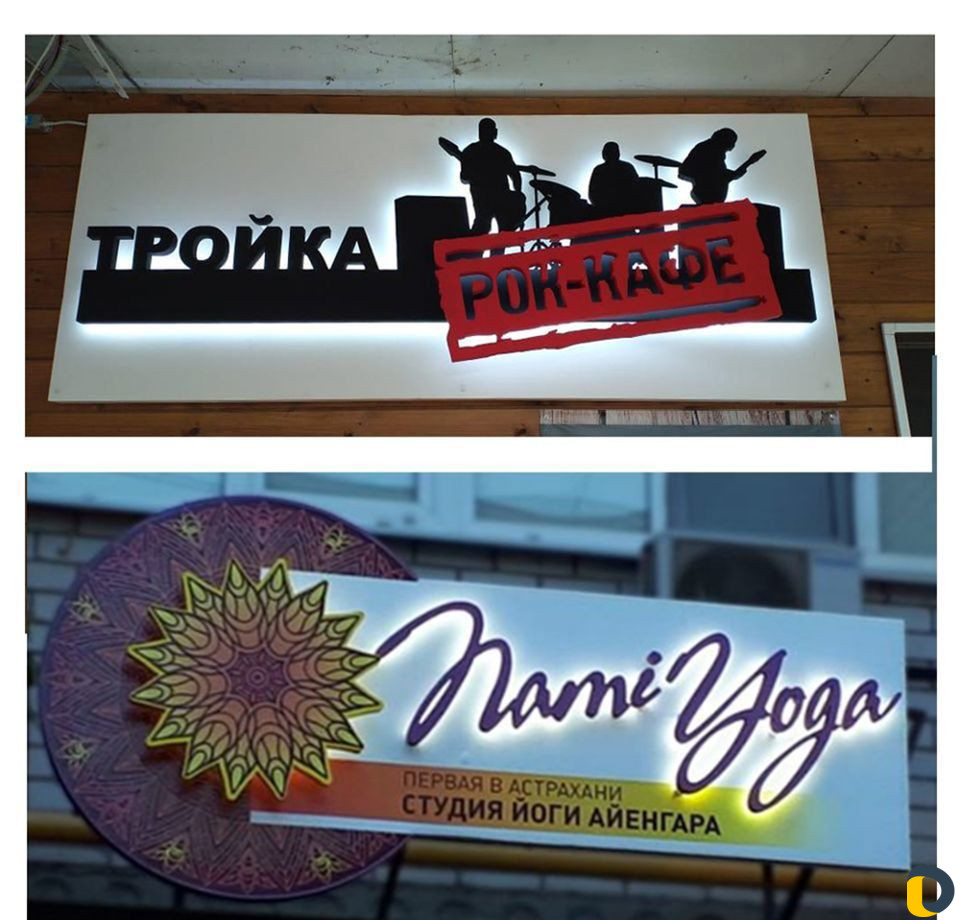 ТРОЙКА
РОК-КАФЕ
Nami Yoga
ПЕРВАЯ В АСТРАХАНИ
СТУДИЯ ЙОГИ АЙЕНГАРА